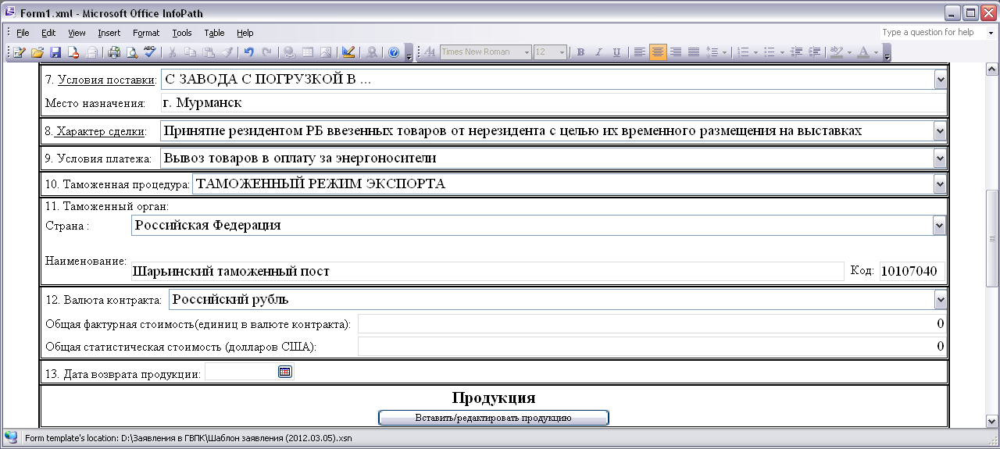 Form1.xml - Microsoft Office InfoPath
File Edit View Insert Format Tools Table Help
Type a question for help
Times New Roman 12
7. Условия поставки: С ЗАВОДА С ПОГРУЗКОЙ В ...
Место назначения: г. Мурманск
8. Характер сделки: Принятие резидентом РБ ввезенных товаров от нерезидента с целью их временного размещения на выставках
9. Условия платежа: Вывоз товаров в оплату за энергоносители
10. Таможенная процедура: ТАМОЖЕННЫЙ РЕЖИМ ЭКСПОРТА
11. Таможенный орган:
Страна : Российская Федерация
Наименование: Шарьинский таможенный пост Код: 10107040
12. Валюта контракта: Российский рубль
Общая фактурная стоимость(единиц в валюте контракта): 0
Общая статистическая стоимость (долларов США): 0
13. Дата возврата продукции:
Продукция
Вставить/редактировать продукцию
Form template's location: D:\Заявления в ГВПК\Шаблон заявления (2012.03.05).xsn